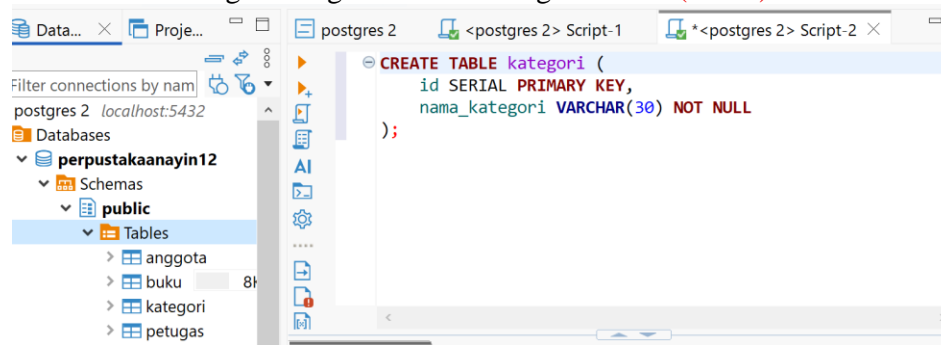 Data... Proje...
postgres 2 <postgres 2> Script-1 *<postgres 2> Script-2
Filter connections by nam
postgres 2 localhost:5432
Databases
perpustakaanayin12
Schemas
public
Tables
anggota
buku 8K
kategori
petugas
AI
CREATE TABLE kategori (
id SERIAL PRIMARY KEY,
nama_kategori VARCHAR(30) NOT NULL
);